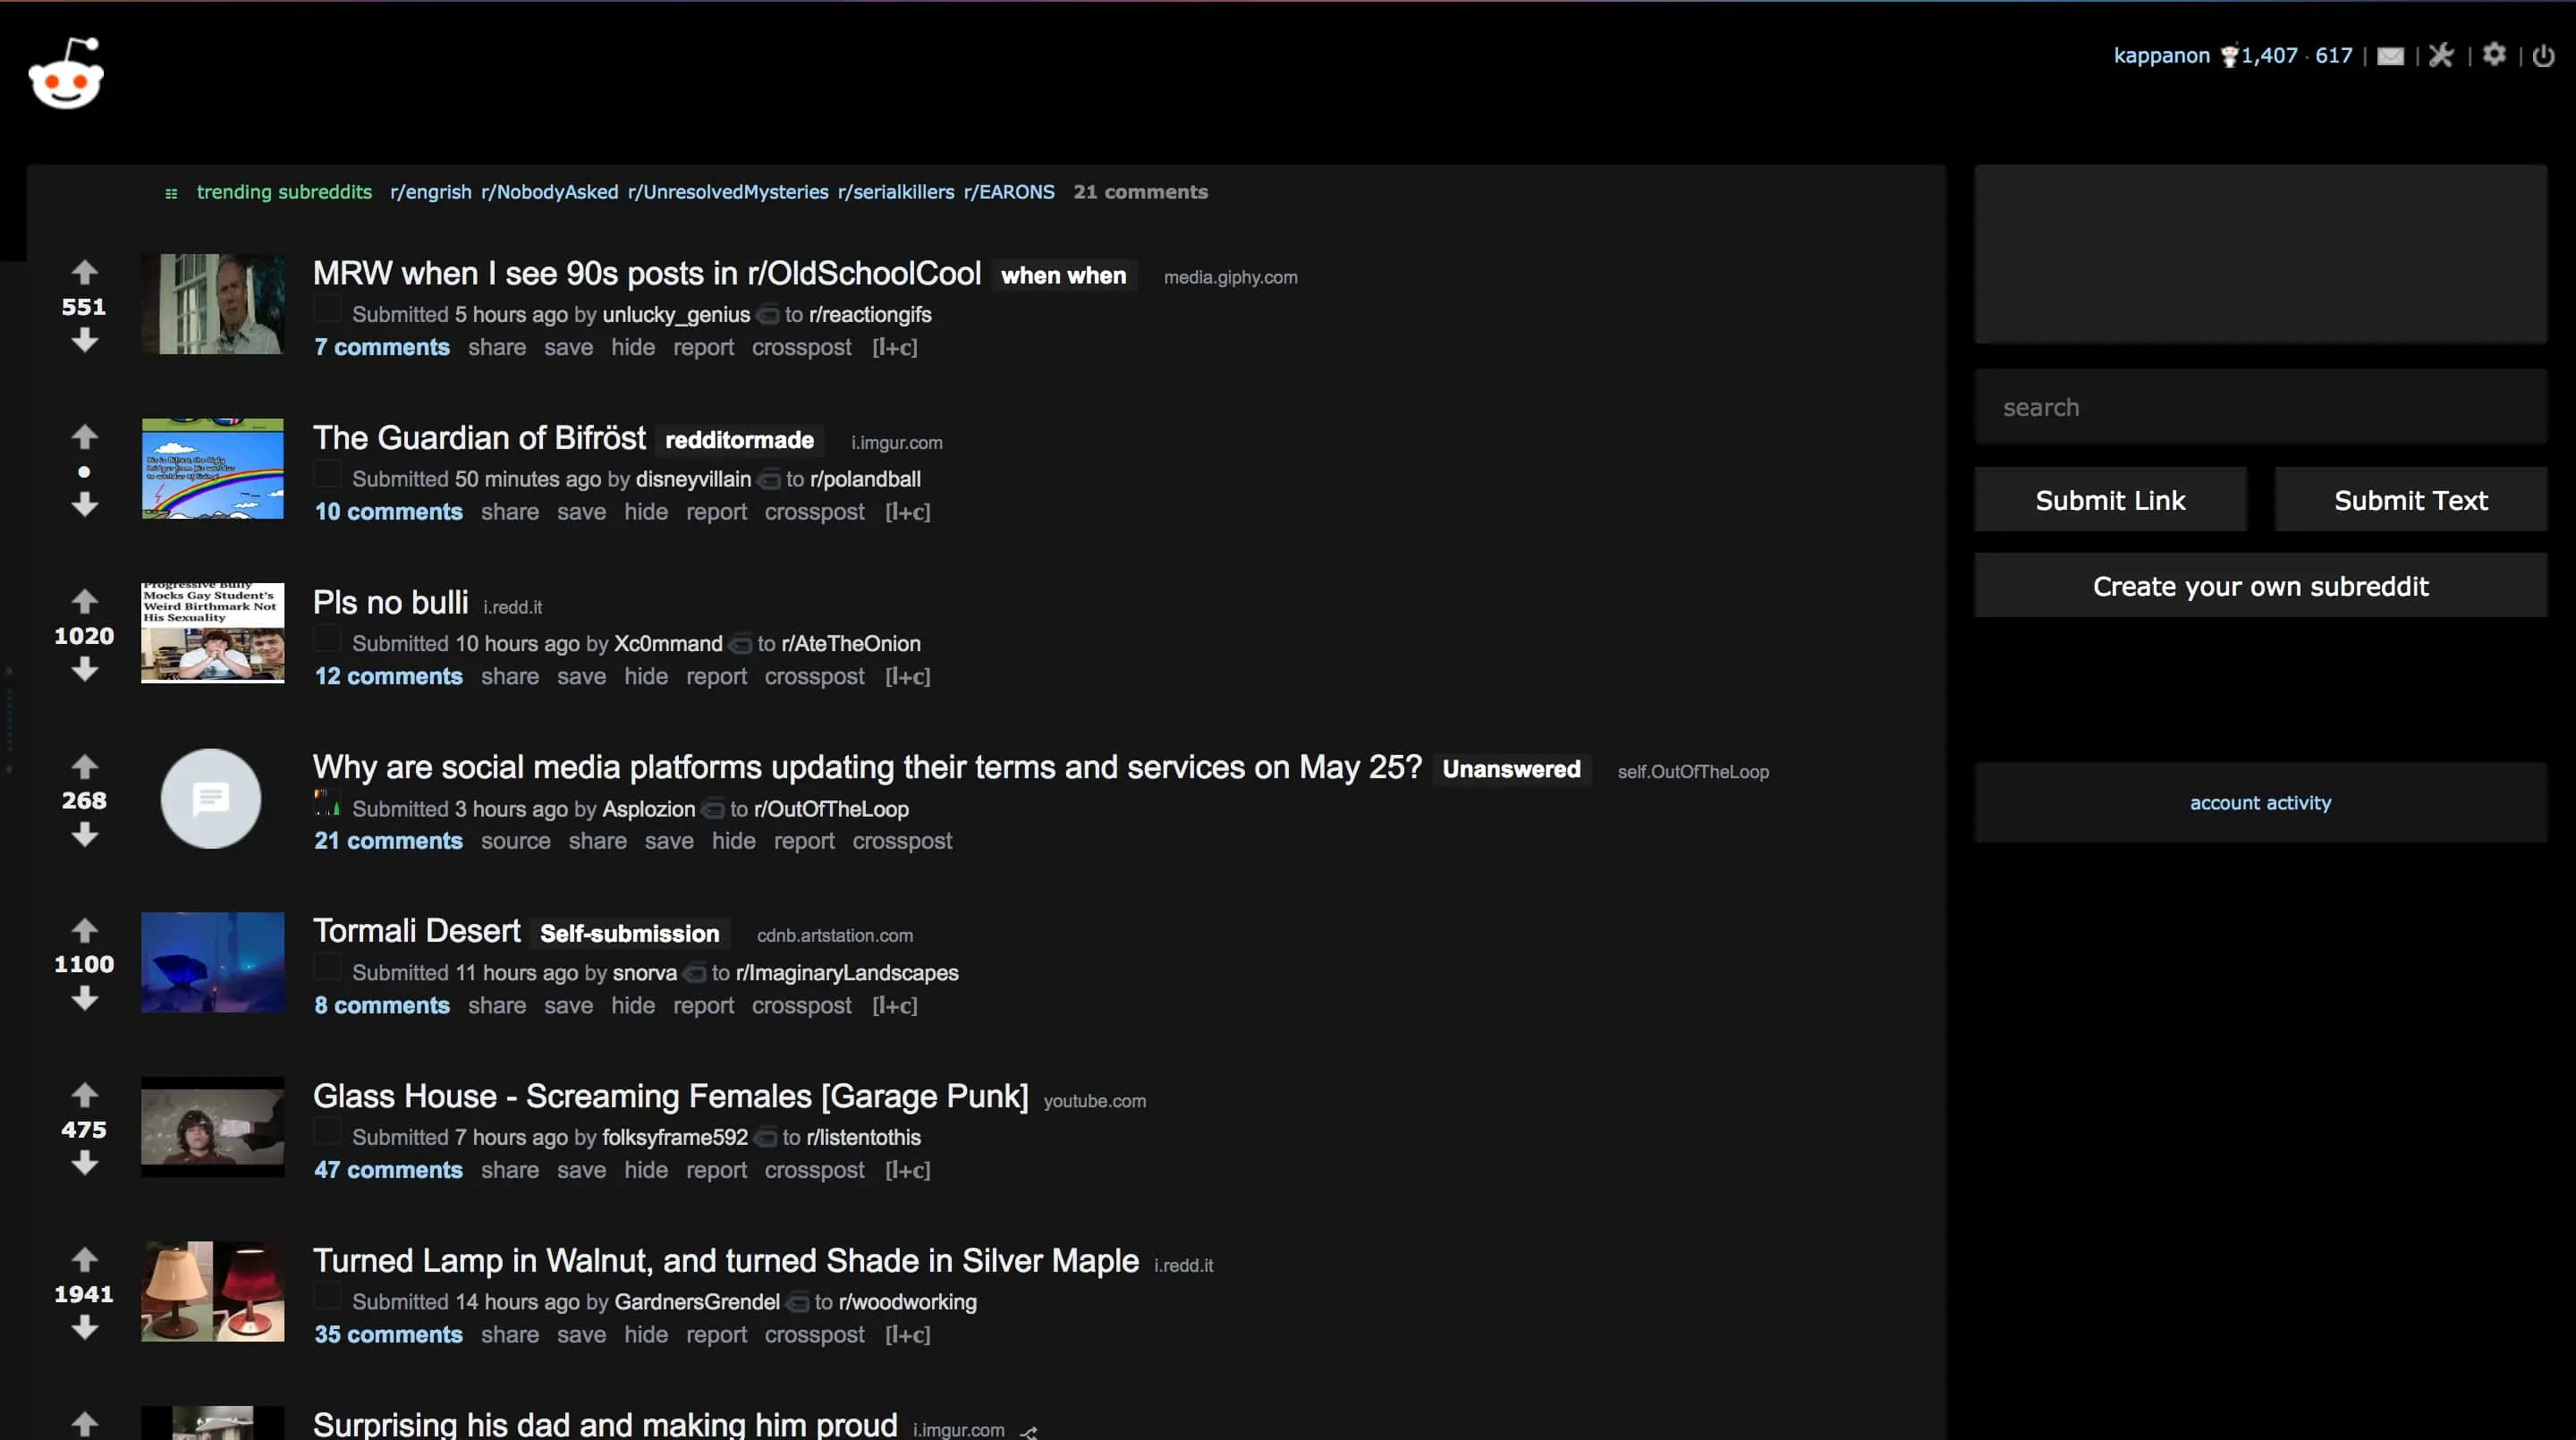 kappanon 1,407 · 617 | | | |
trending subreddits r/engrish r/NobodyAsked r/UnresolvedMysteries r/serialkillers r/EARONS 21 comments
551
MRW when I see 90s posts in r/OldSchoolCool when when media.giphy.com
Submitted 5 hours ago by unlucky_genius to r/reactiongifs
7 comments share save hide report crosspost [l+c]
search
•
The Guardian of Bifröst redditormade i.imgur.com
Submitted 50 minutes ago by disneyvillain to r/polandball
10 comments share save hide report crosspost [l+c]
Submit Link Submit Text
Create your own subreddit
1020
Mocks Gay Student's
Weird Birthmark Not
His Sexuality
Pls no bulli i.redd.it
Submitted 10 hours ago by Xc0mmand to r/AteTheOnion
12 comments share save hide report crosspost [l+c]
268
Why are social media platforms updating their terms and services on May 25? Unanswered self.OutOfTheLoop
Submitted 3 hours ago by Asplozion to r/OutOfTheLoop
21 comments source share save hide report crosspost
account activity
1100
Tormali Desert Self-submission cdnb.artstation.com
Submitted 11 hours ago by snorva to r/ImaginaryLandscapes
8 comments share save hide report crosspost [l+c]
475
Glass House - Screaming Females [Garage Punk] youtube.com
Submitted 7 hours ago by folksyframe592 to r/listentothis
47 comments share save hide report crosspost [l+c]
1941
Turned Lamp in Walnut, and turned Shade in Silver Maple i.redd.it
Submitted 14 hours ago by GardnersGrendel to r/woodworking
35 comments share save hide report crosspost [l+c]
Surprising his dad and making him proud i.imgur.com